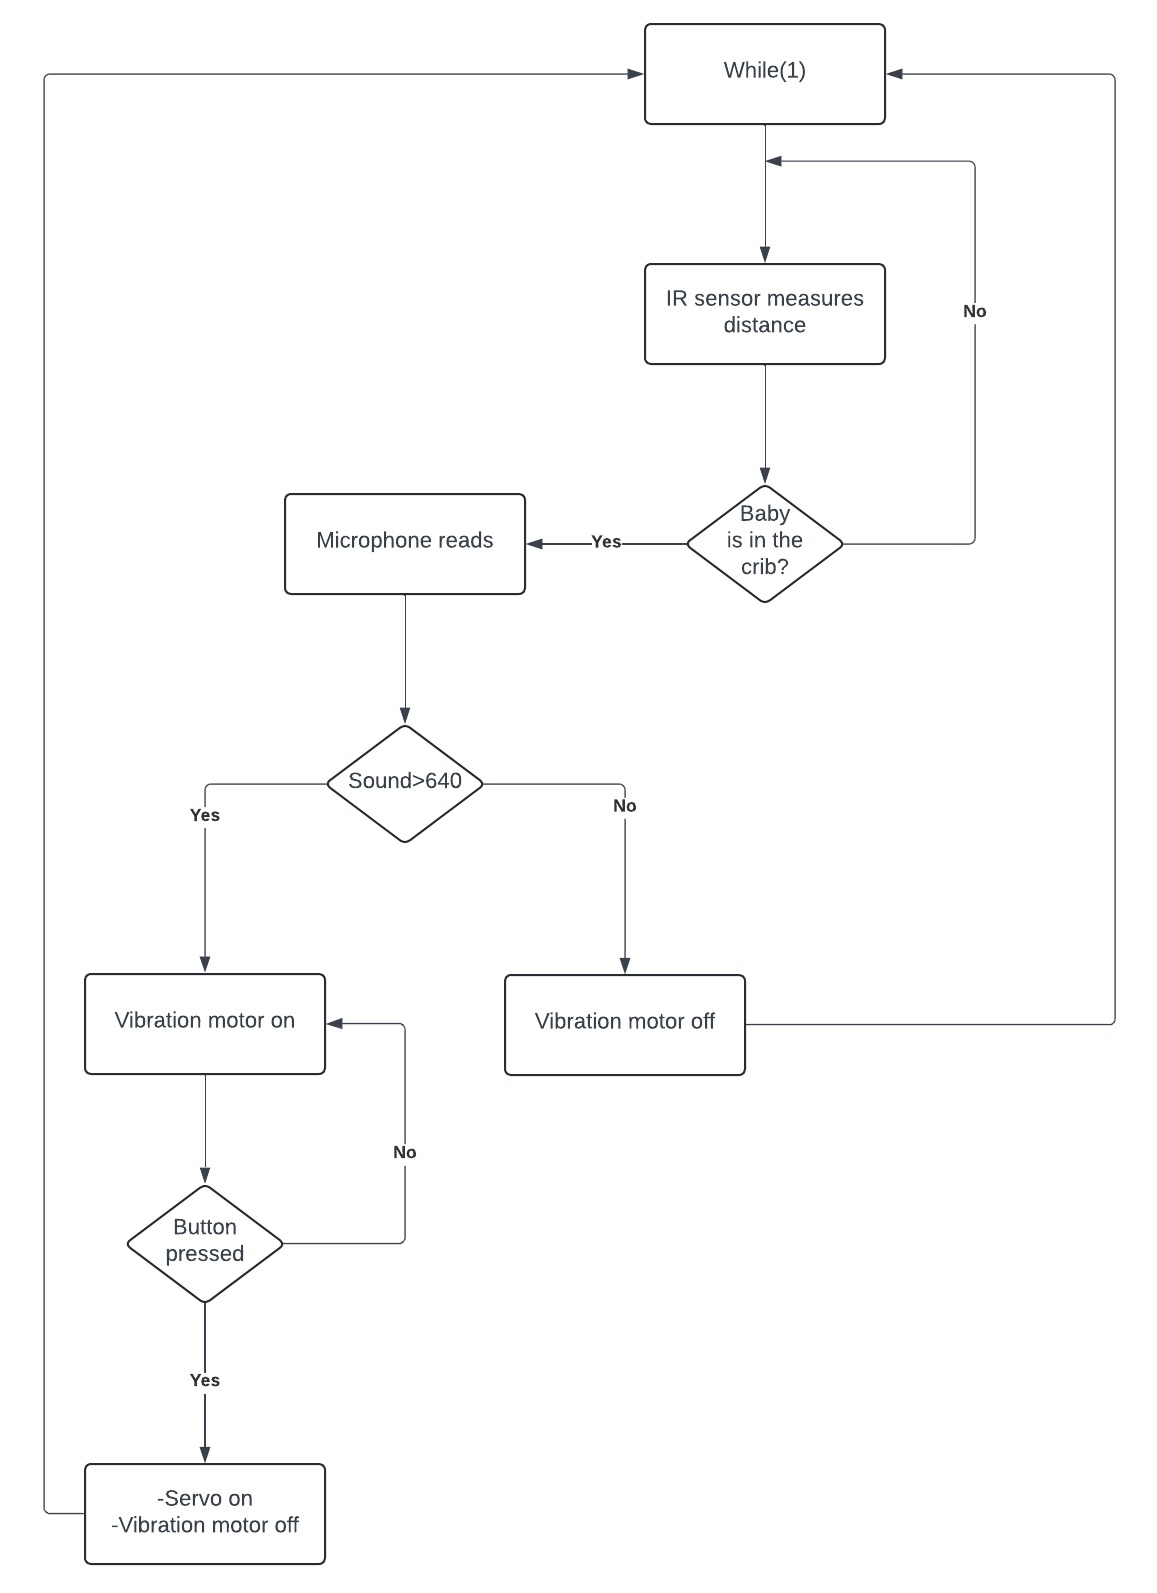 While(1)
IR sensor measures
distance
No
Baby
is in the
crib?
Yes
Microphone reads
Sound>640
Yes
No
Vibration motor on
Vibration motor off
No
Button
pressed
Yes
-Servo on
-Vibration motor off